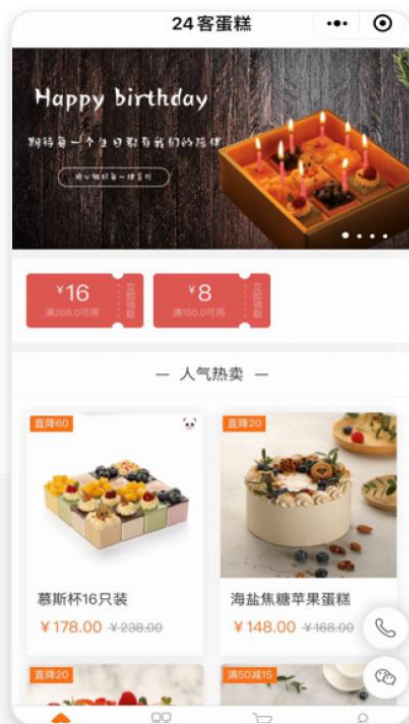 24客蛋糕
Happy birthday
期待每一个生日都有我们的陪伴
¥16
满268.0可用
立即领取
¥8
满150.0可用
立即领取
— 人气热卖 —
直降60
直降20
慕斯杯16只装
海盐焦糖苹果蛋糕
¥178.00 ¥238.00
¥148.00 ¥168.00
直降20
满50减15